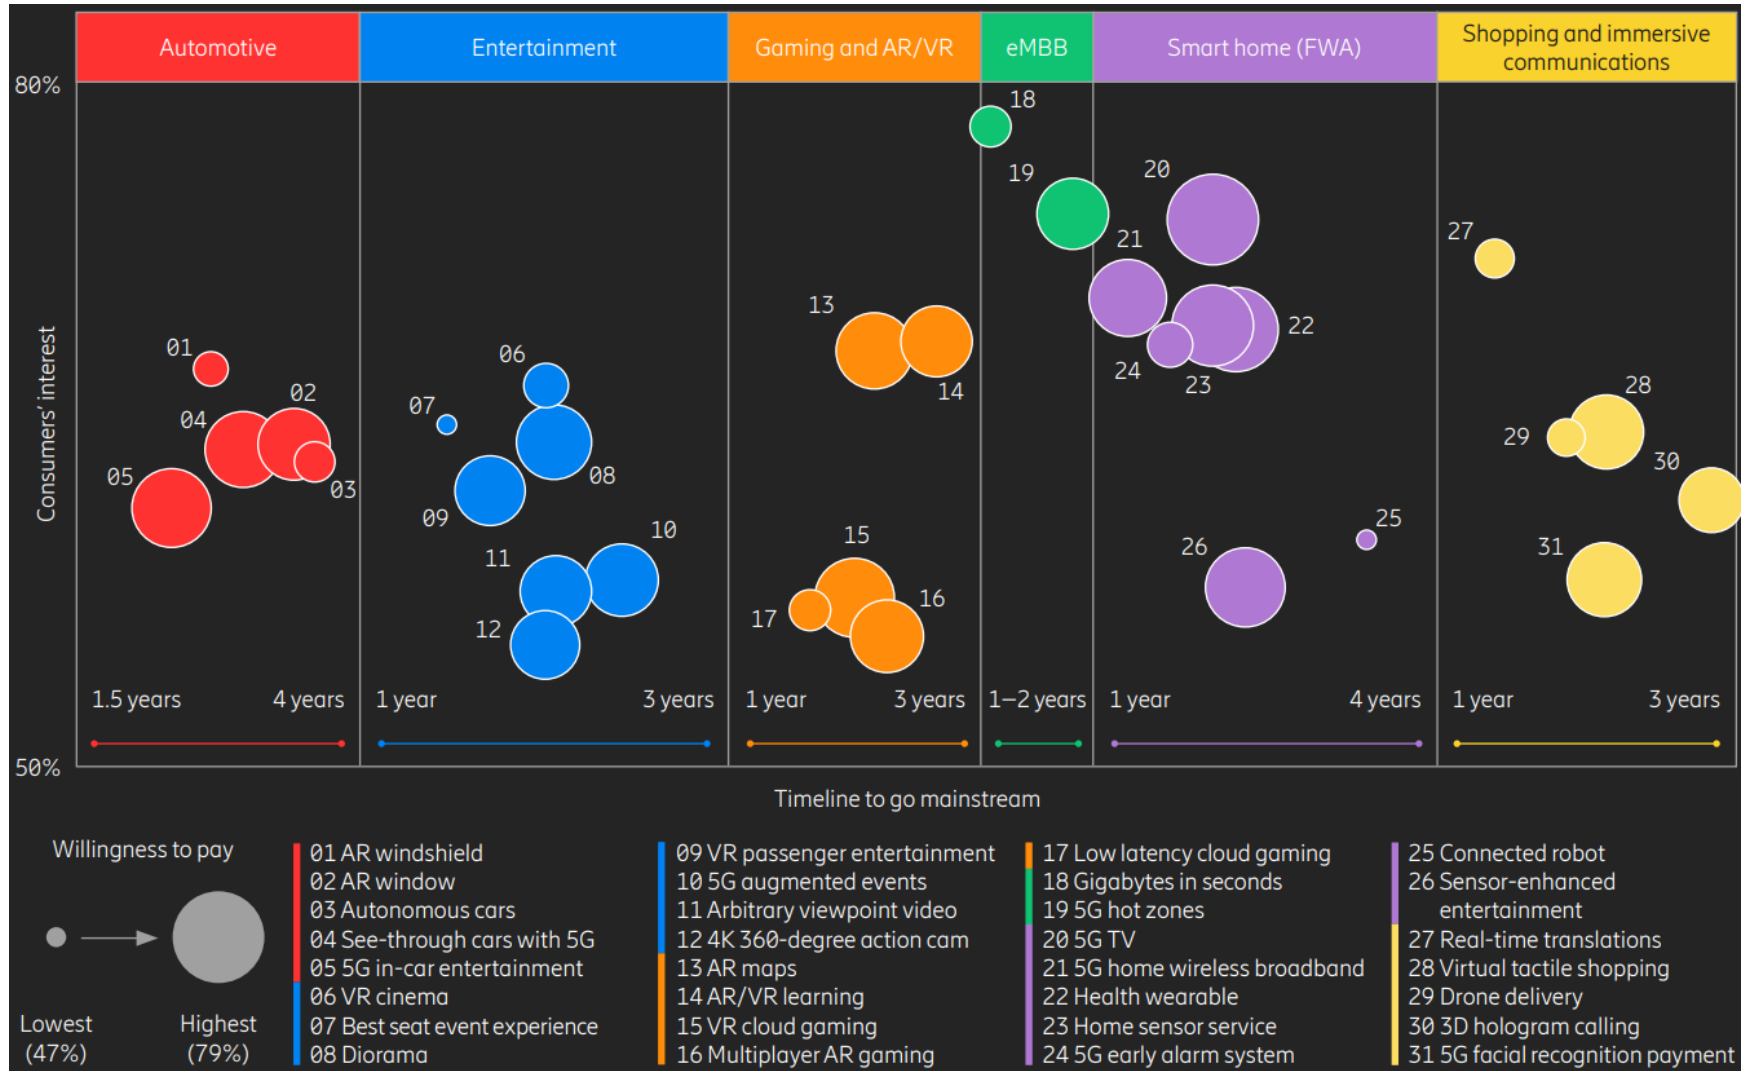 Automotive
Entertainment
Gaming and AR/VR
eMBB
Smart home (FWA)
Shopping and immersive
communications
80%
50%
Consumers' interest
01
02
03
04
05
06
07
08
09
10
11
12
13
14
15
16
17
18
19
20
21
22
23
24
25
26
27
28
29
30
31
1.5 years
4 years
1 year
3 years
1 year
3 years
1–2 years
1 year
4 years
1 year
3 years
Timeline to go mainstream
Willingness to pay
Lowest
(47%)
Highest
(79%)
01 AR windshield
02 AR window
03 Autonomous cars
04 See-through cars with 5G
05 5G in-car entertainment
06 VR cinema
07 Best seat event experience
08 Diorama
09 VR passenger entertainment
10 5G augmented events
11 Arbitrary viewpoint video
12 4K 360-degree action cam
13 AR maps
14 AR/VR learning
15 VR cloud gaming
16 Multiplayer AR gaming
17 Low latency cloud gaming
18 Gigabytes in seconds
19 5G hot zones
20 5G TV
21 5G home wireless broadband
22 Health wearable
23 Home sensor service
24 5G early alarm system
25 Connected robot
26 Sensor-enhanced
entertainment
27 Real-time translations
28 Virtual tactile shopping
29 Drone delivery
30 3D hologram calling
31 5G facial recognition payment